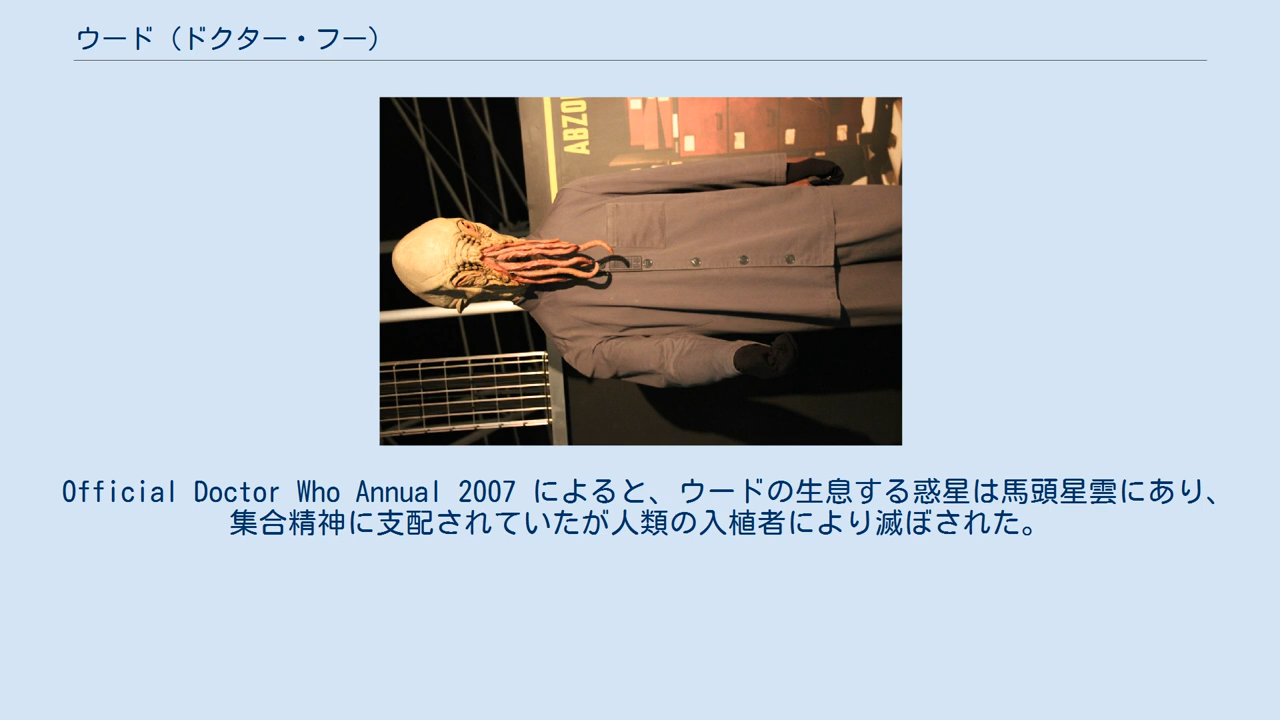 ウード（ドクター・フー）
ABZO
Official Doctor Who Annual 2007 によると、ウードの生息する惑星は馬頭星雲にあり、
集合精神に支配されていたが人類の入植者により滅ぼされた。